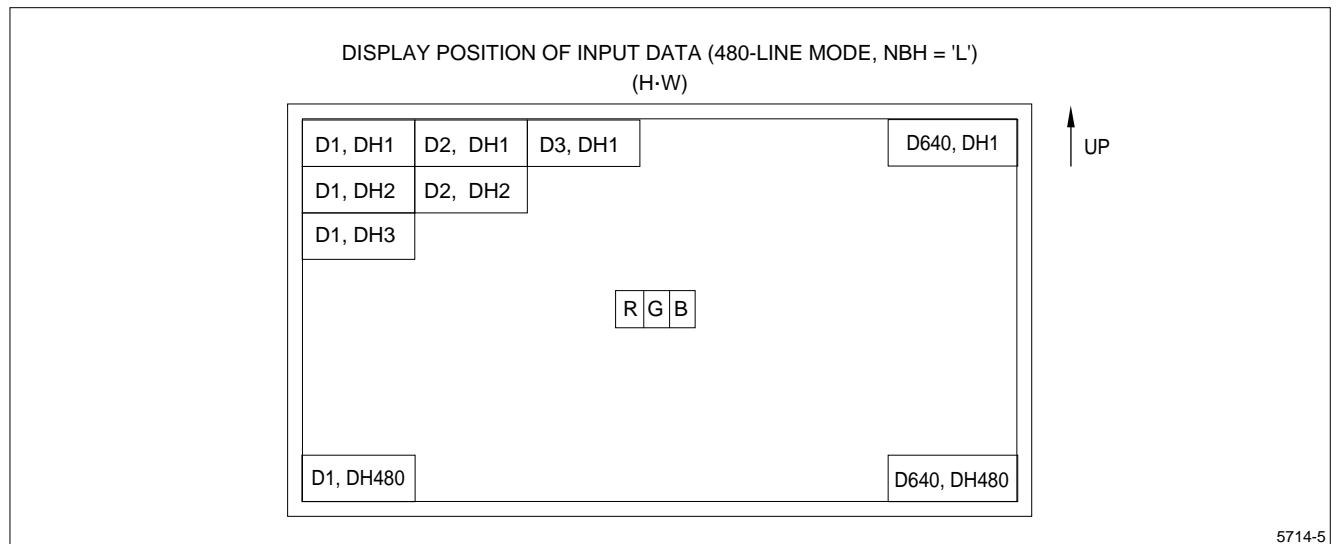 DISPLAY POSITION OF INPUT DATA (480-LINE MODE, NBH = 'L')
(H·W)
D1, DH1 D2, DH1 D3, DH1 D640, DH1
UP
D1, DH2 D2, DH2
D1, DH3
R G B
D1, DH480 D640, DH480
5714-5